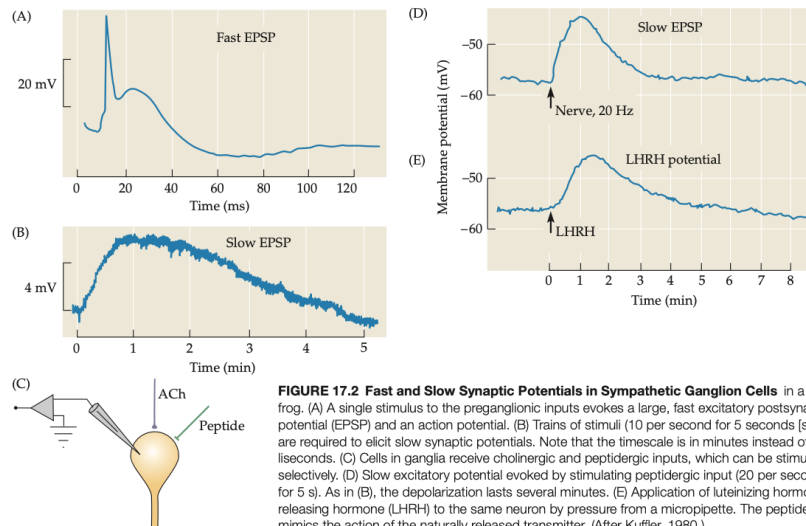 (A)
Fast EPSP
20 mV
0 20 40 60 80 100 120
Time (ms)
(B)
Slow EPSP
4 mV
0 1 2 3 4 5
Time (min)
(C)
ACh
Peptide
(D)
Slow EPSP
Membrane potential (mV)
−50
−60
Nerve, 20 Hz
(E)
LHRH potential
−50
−60
LHRH
0 1 2 3 4 5 6 7 8
Time (min)
FIGURE 17.2 Fast and Slow Synaptic Potentials in Sympathetic Ganglion Cells in a
frog. (A) A single stimulus to the preganglionic inputs evokes a large, fast excitatory postsyna
potential (EPSP) and an action potential. (B) Trains of stimuli (10 per second for 5 seconds [s
are required to elicit slow synaptic potentials. Note that the timescale is in minutes instead of
liseconds. (C) Cells in ganglia receive cholinergic and peptidergic inputs, which can be stimu
selectively. (D) Slow excitatory potential evoked by stimulating peptidergic input (20 per seco
for 5 s). As in (B), the depolarization lasts several minutes. (E) Application of luteinizing hormo
releasing hormone (LHRH) to the same neuron by pressure from a micropipette. The peptide
mimics the action of the naturally released transmitter. (After Kuffler, 1980.)